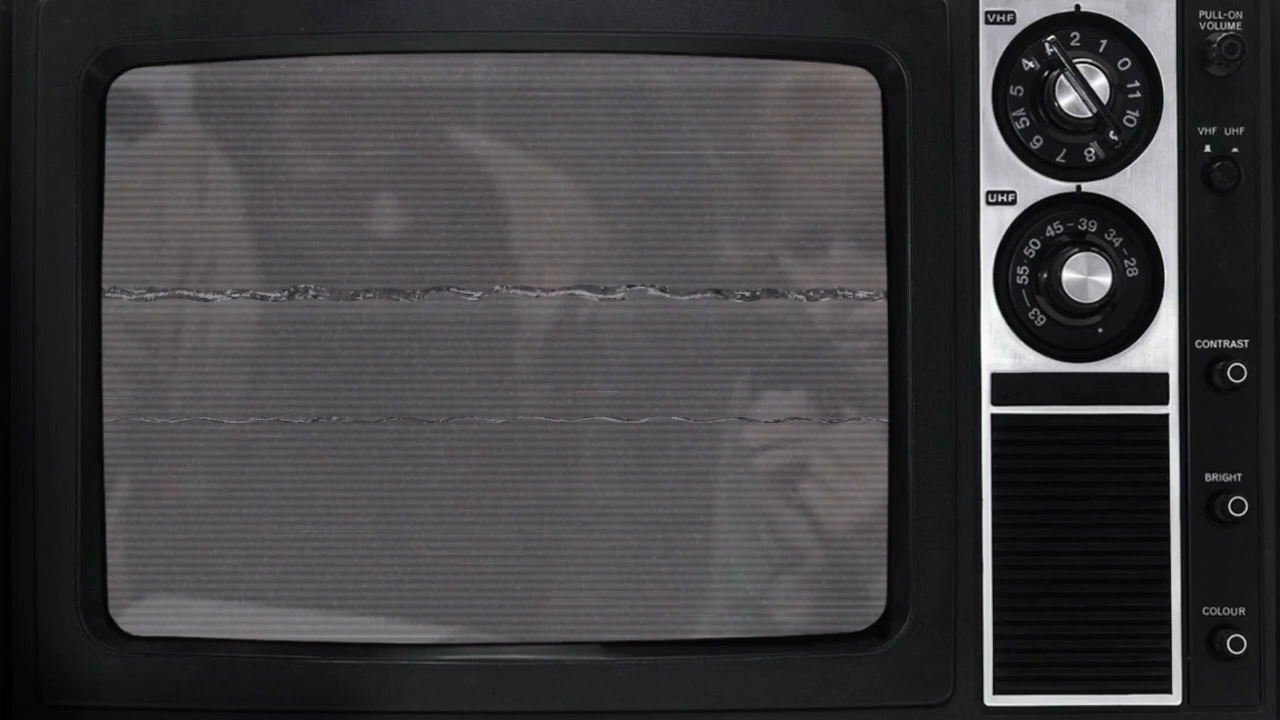 VHF
2
1
0
11
10
8
7
6
5A
5
4
UHF
63 — 55 · 50 · 45 – 39 · 34 – 28
PULL-ON
VOLUME
VHF UHF
CONTRAST
BRIGHT
COLOUR